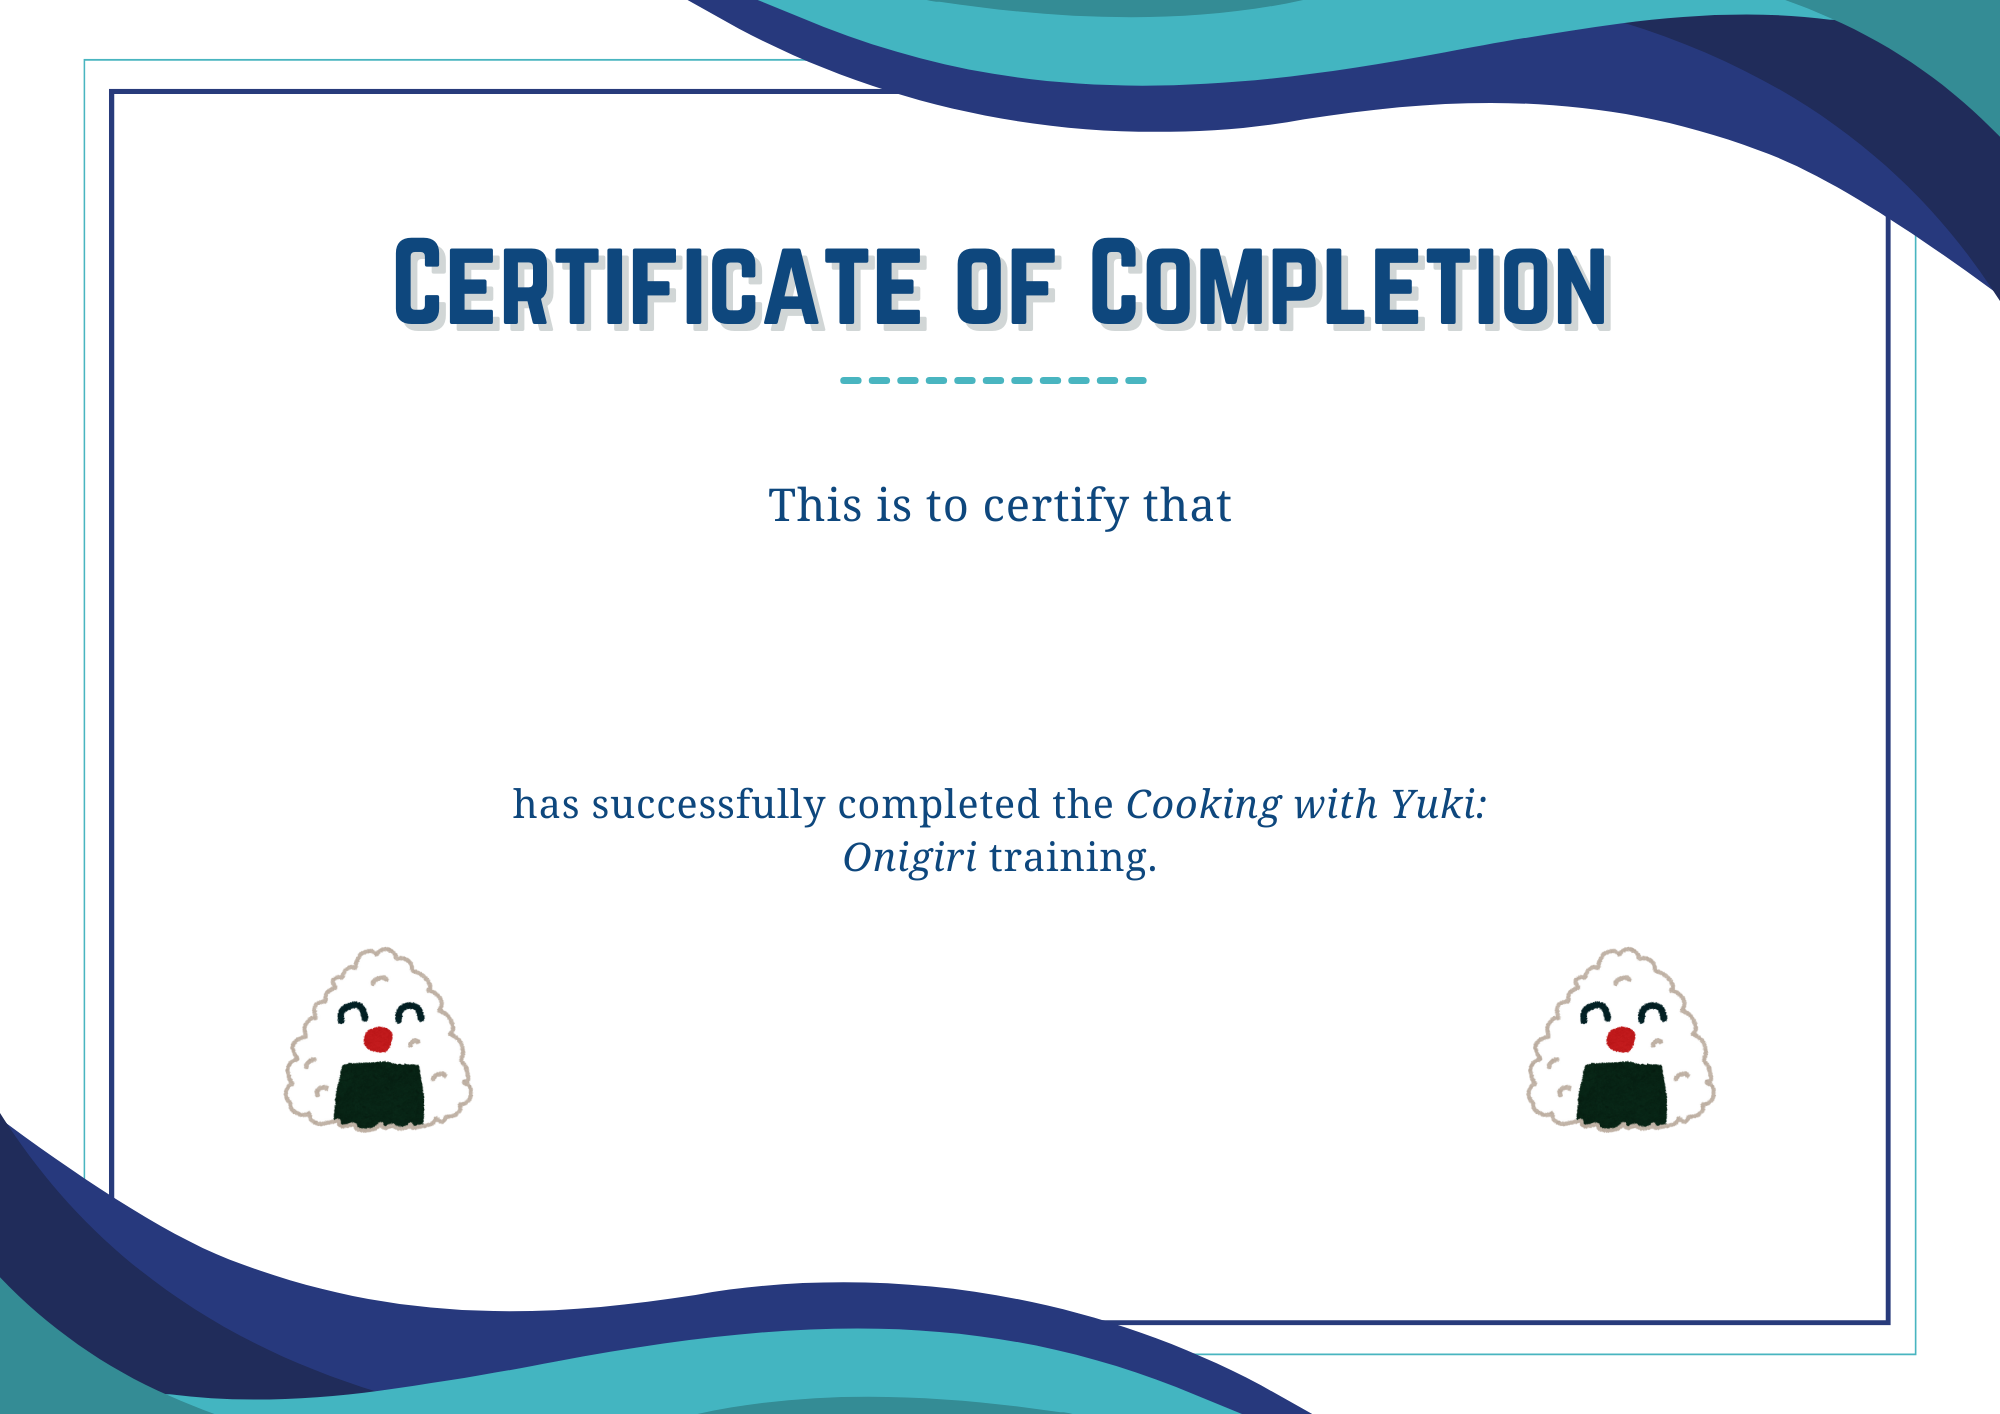 Certificate of Completion
This is to certify that
has successfully completed the Cooking with Yuki:
Onigiri training.